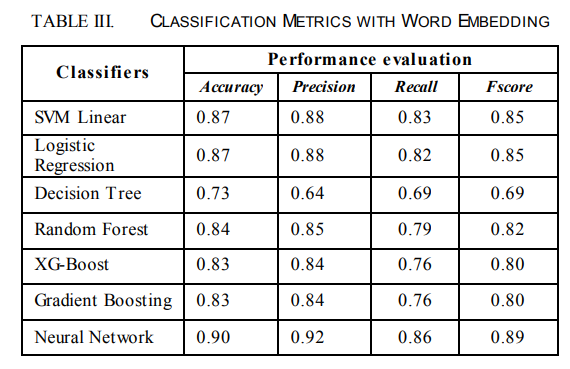 TABLE III. CLASSIFICATION METRICS WITH WORD EMBEDDING
Classifiers Performance evaluation
Accuracy Precision Recall Fscore
SVM Linear 0.87 0.88 0.83 0.85
Logistic
Regression 0.87 0.88 0.82 0.85
Decision Tree 0.73 0.64 0.69 0.69
Random Forest 0.84 0.85 0.79 0.82
XG-Boost 0.83 0.84 0.76 0.80
Gradient Boosting 0.83 0.84 0.76 0.80
Neural Network 0.90 0.92 0.86 0.89